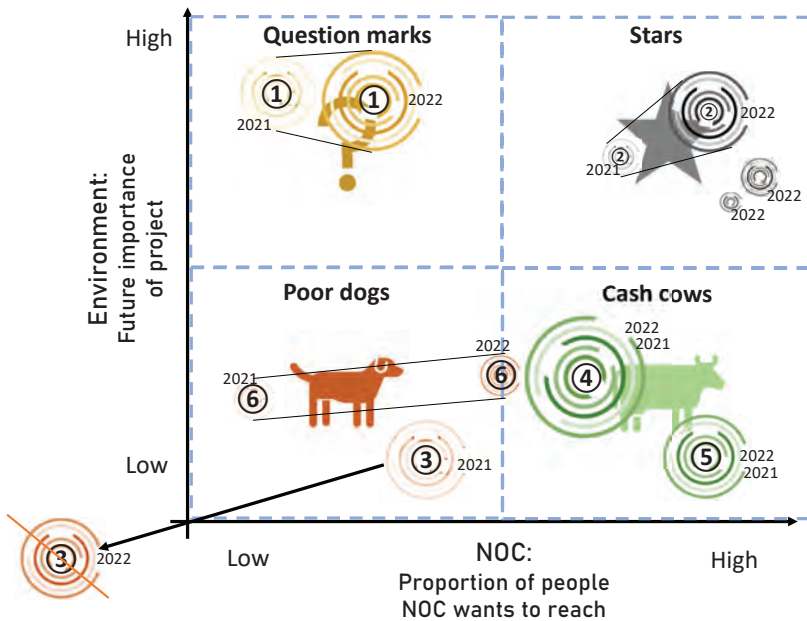 High
Question marks
Stars
1
2021
1
2022
2
2022
2
2021
2022
2022
Environment:
Future importance
of project
Poor dogs
Cash cows
2021
6
2022
6
2022
2021
4
3
2021
5
2022
2021
Low
3
2022
Low
NOC:
High
Proportion of people
NOC wants to reach